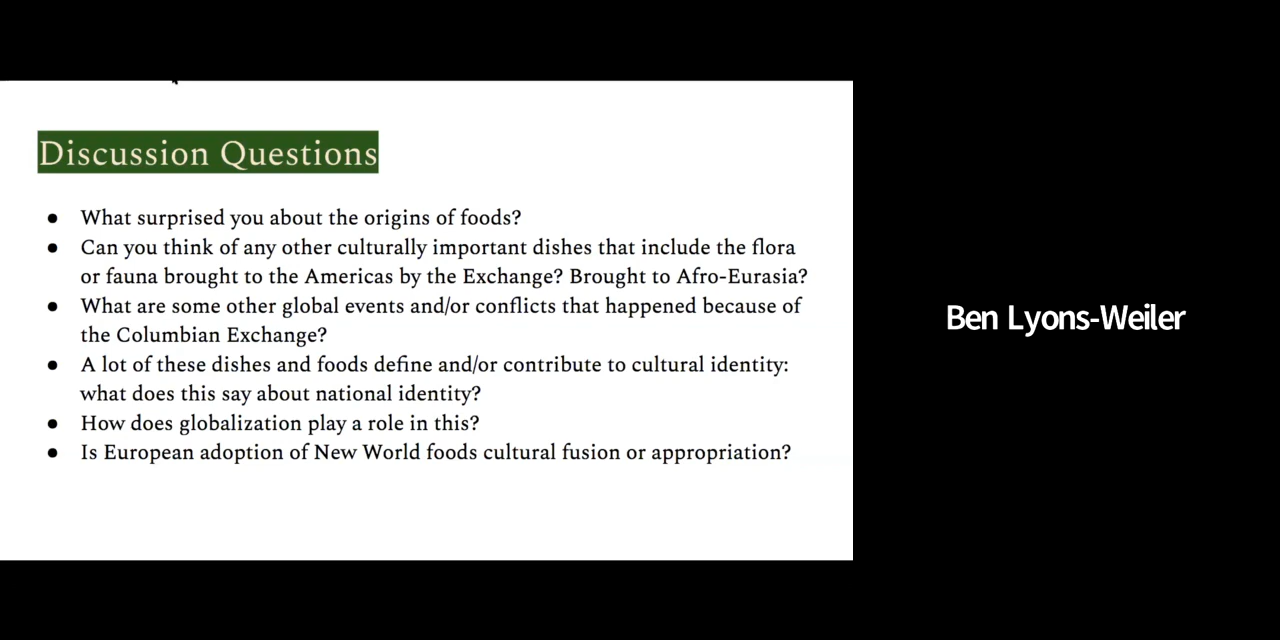 Discussion Questions
● What surprised you about the origins of foods?
● Can you think of any other culturally important dishes that include the flora
or fauna brought to the Americas by the Exchange? Brought to Afro-Eurasia?
● What are some other global events and/or conflicts that happened because of
the Columbian Exchange?
● A lot of these dishes and foods define and/or contribute to cultural identity:
what does this say about national identity?
● How does globalization play a role in this?
● Is European adoption of New World foods cultural fusion or appropriation?
Ben Lyons-Weiler